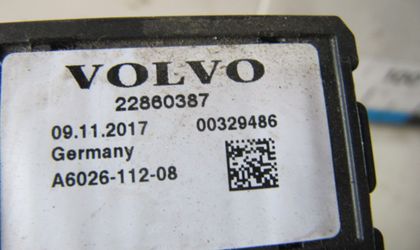 VOLVO
22860387
09.11.2017 00329486
Germany
A6026-112-08